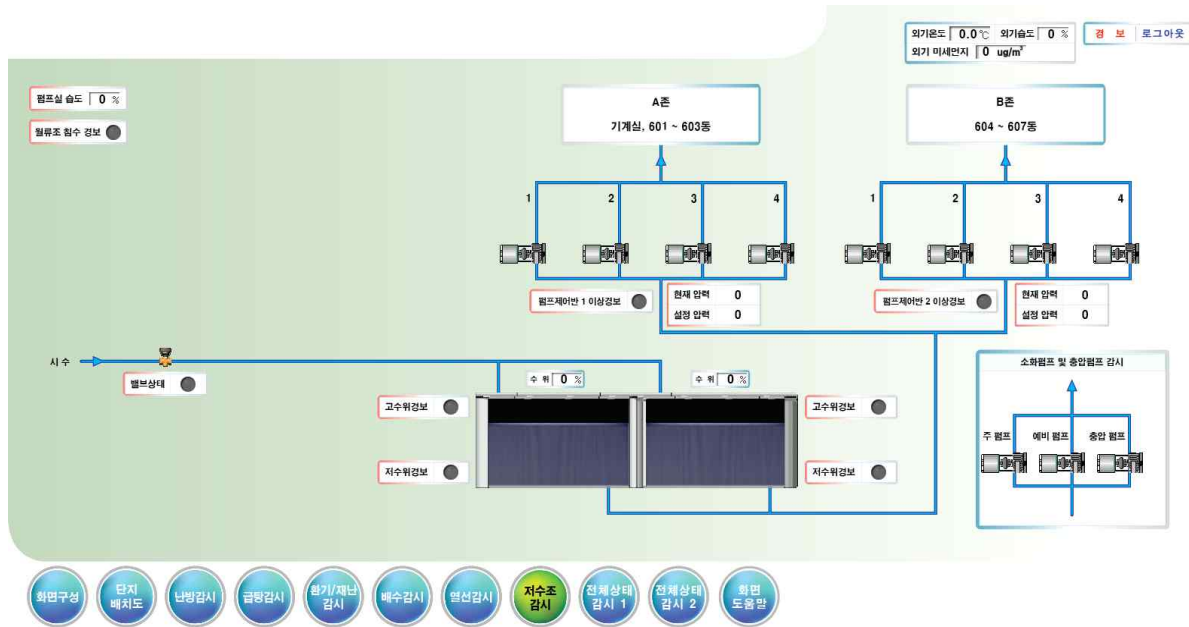 외기온도 0.0 ℃ 외기습도 0 %
외기 미세먼지 0 ug/m³
경 보 로그아웃
펌프실 습도 0 %
월류조 침수 경보
A존
기계실, 601 ~ 603동
B존
604 ~ 607동
1 2 3 4
1 2 3 4
펌프제어반 1 이상경보
현재 압력 0
설정 압력 0
펌프제어반 2 이상경보
현재 압력 0
설정 압력 0
시 수
밸브상태
수 위 0 %
수 위 0 %
고수위경보
고수위경보
저수위경보
저수위경보
소화펌프 및 충압펌프 감시
주 펌프 예비 펌프 충압 펌프
화면구성
단지
배치도
난방감시
급탕감시
환기/재난
감시
배수감시
열선감시
저수조
감시
전체상태
감시 1
전체상태
감시 2
화면
도움말